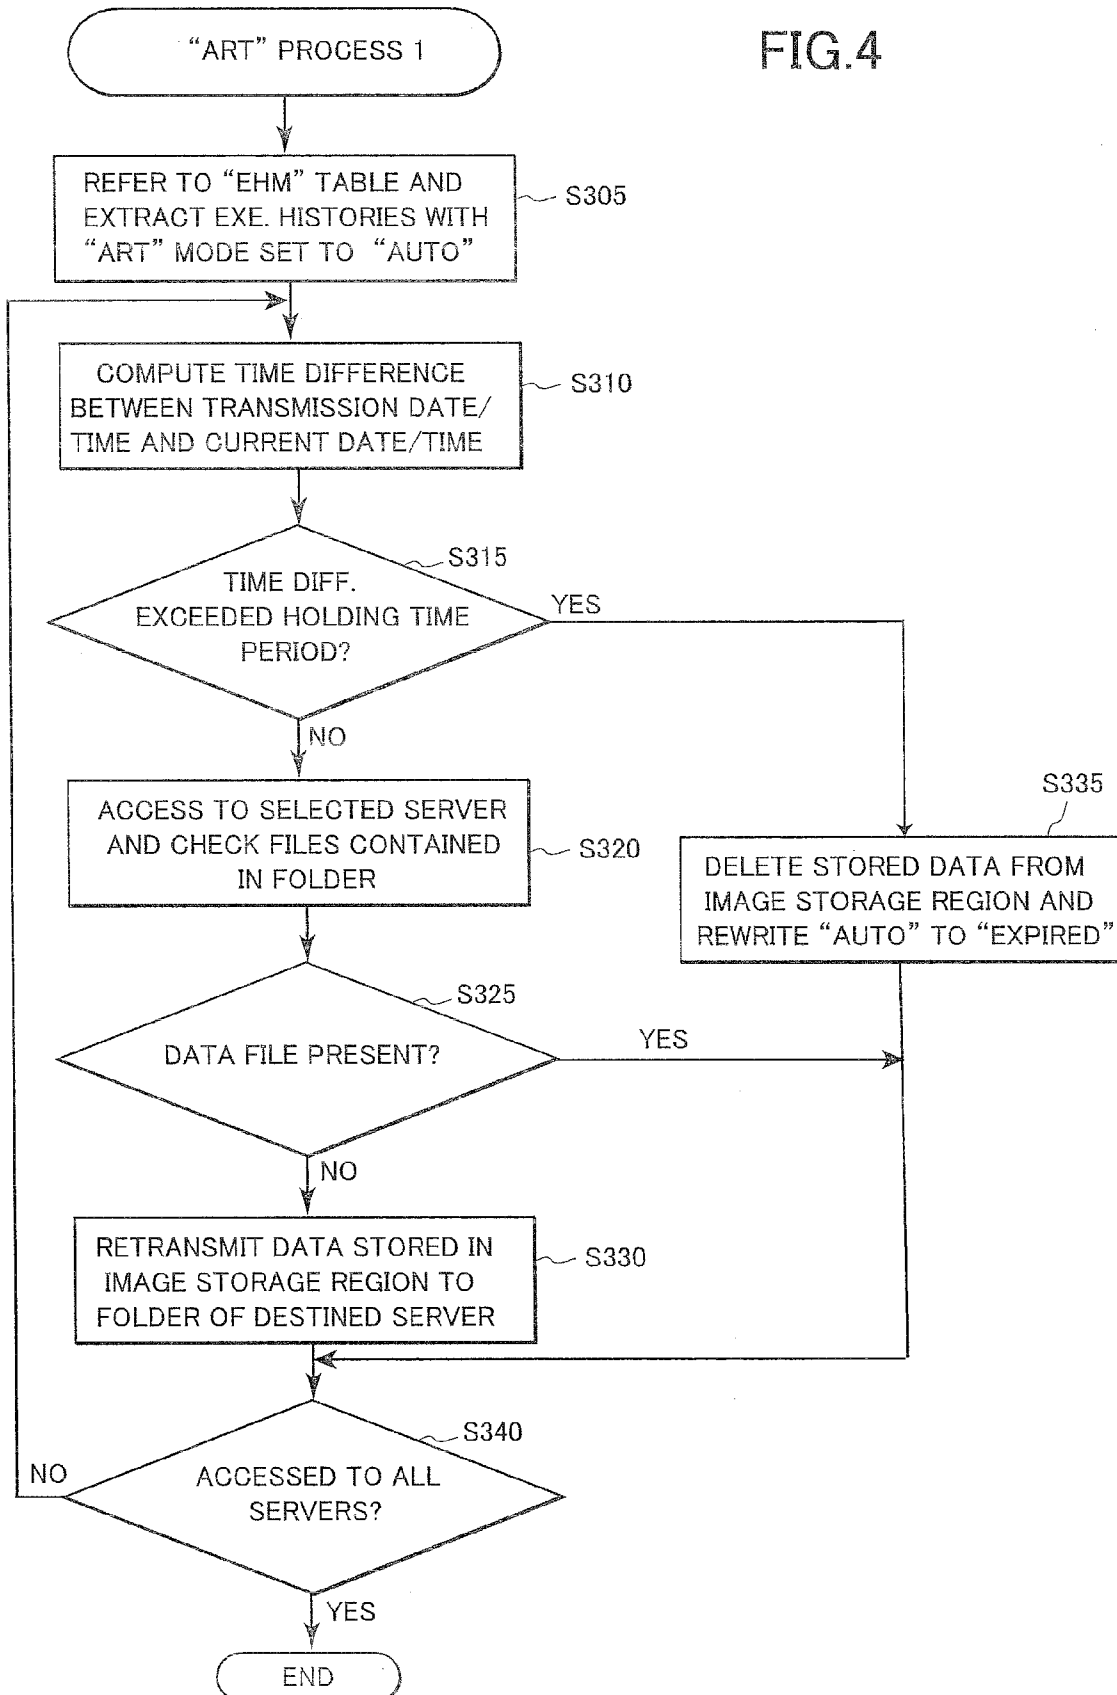 "ART" PROCESS 1
FIG.4
REFER TO "EHM" TABLE AND
EXTRACT EXE. HISTORIES WITH
"ART" MODE SET TO "AUTO"
S305
COMPUTE TIME DIFFERENCE
BETWEEN TRANSMISSION DATE/
TIME AND CURRENT DATE/TIME
S310
S315
TIME DIFF.
EXCEEDED HOLDING TIME
PERIOD?
YES
NO
ACCESS TO SELECTED SERVER
AND CHECK FILES CONTAINED
IN FOLDER
S320
S335
DELETE STORED DATA FROM
IMAGE STORAGE REGION AND
REWRITE "AUTO" TO "EXPIRED"
S325
DATA FILE PRESENT?
YES
NO
RETRANSMIT DATA STORED IN
IMAGE STORAGE REGION TO
FOLDER OF DESTINED SERVER
S330
S340
NO
ACCESSED TO ALL
SERVERS?
YES
END